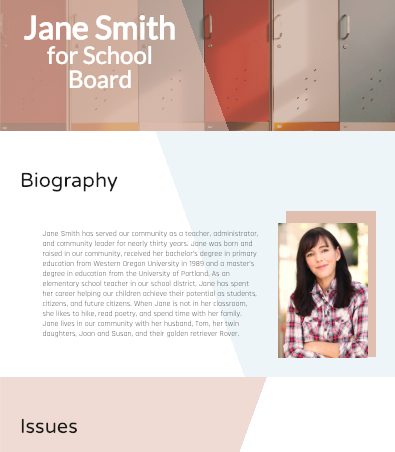 Jane Smith
for School
Board
Biography
Jane Smith has served our community as a teacher, administrator,
and community leader for nearly thirty years. Jane was born and
raised in our community, received her bachelor's degree in primary
education from Western Oregon University in 1989 and a master's
degree in education from the University of Portland. As an
elementary school teacher in our school district, Jane has spent
her career helping our children achieve their potential as students,
citizens, and future citizens. When Jane is not in her classroom,
she likes to hike, read poetry, and spend time with her family.
Jane lives in our community with her husband, Tom, her twin
daughters, Joan and Susan, and their golden retriever Rover.
Issues